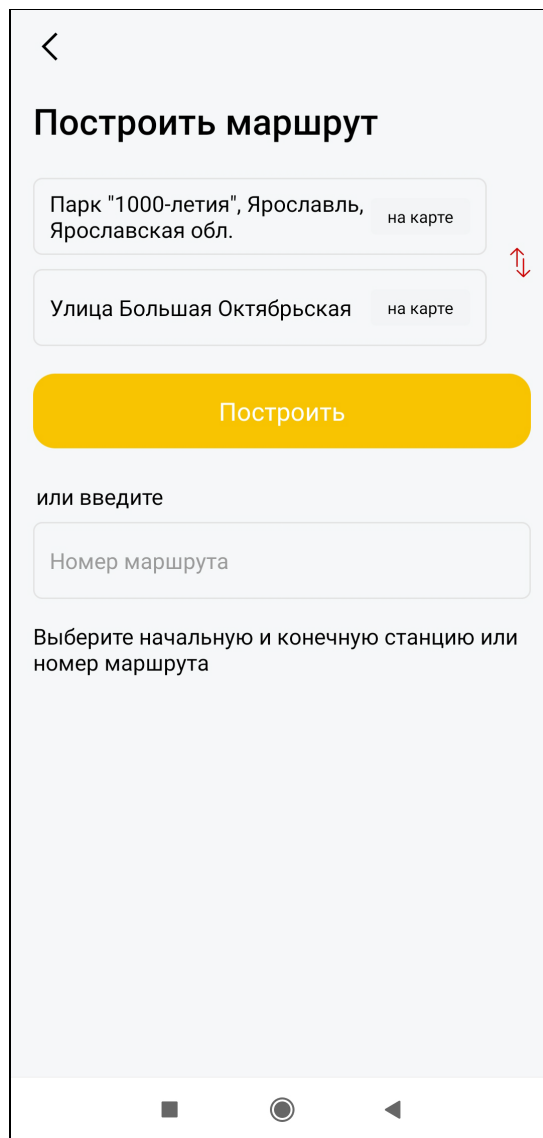 Построить маршрут
Парк "1000-летия", Ярославль,
Ярославская обл.
на карте
Улица Большая Октябрьская
на карте
Построить
или введите
Номер маршрута
Выберите начальную и конечную станцию или
номер маршрута